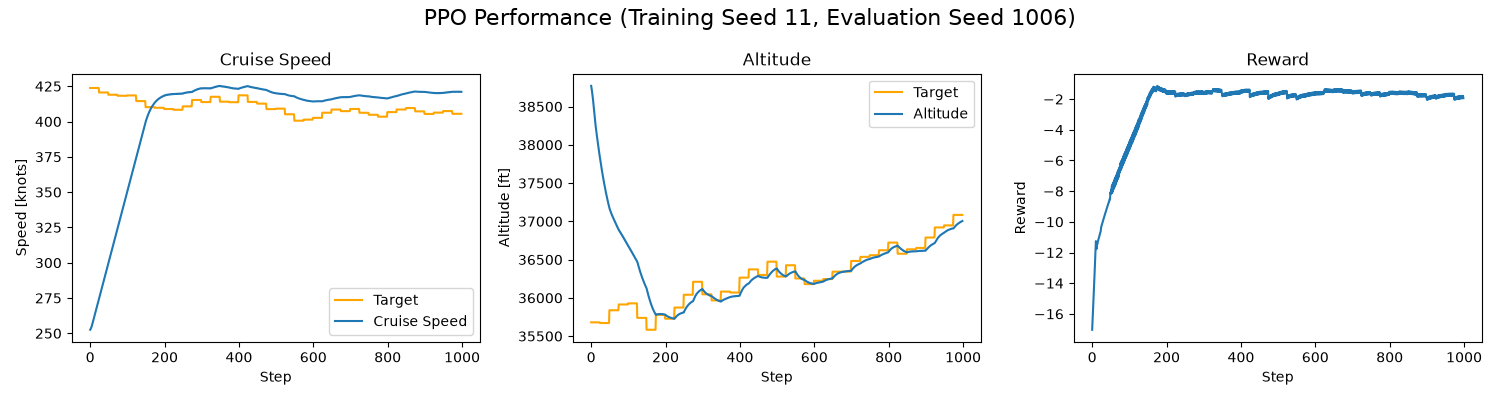 PPO Performance (Training Seed 11, Evaluation Seed 1006)
Cruise Speed
Speed [knots]
425
400
375
350
325
300
275
250
Target
Cruise Speed
0 200 400 600 800 1000
Step
Altitude
Altitude [ft]
38500
38000
37500
37000
36500
36000
35500
Target
Altitude
0 200 400 600 800 1000
Step
Reward
Reward
−2
−4
−6
−8
−10
−12
−14
−16
0 200 400 600 800 1000
Step